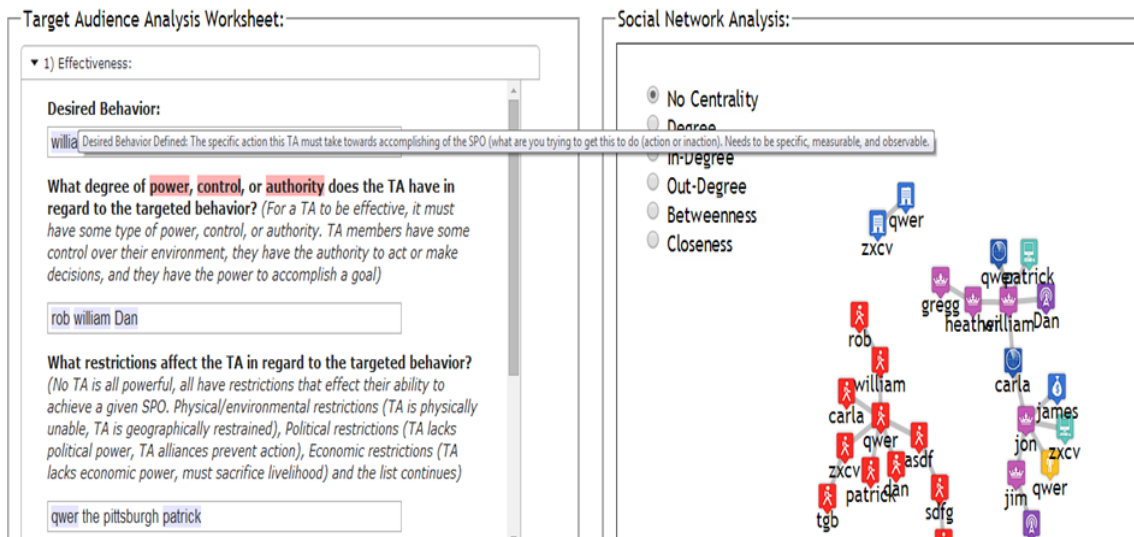 Target Audience Analysis Worksheet:
1) Effectiveness:
Desired Behavior:
willia
Desired Behavior Defined: The specific action this TA must take towards accomplishing of the SPO (what are you trying to get this to do (action or inaction). Needs to be specific, measurable, and observable.
What degree of power, control, or authority does the TA have in
regard to the targeted behavior? (For a TA to be effective, it must
have some type of power, control, or authority. TA members have some
control over their environment, they have the authority to act or make
decisions, and they have the power to accomplish a goal)
rob william Dan
What restrictions affect the TA in regard to the targeted behavior?
(No TA is all powerful, all have restrictions that effect their ability to
achieve a given SPO. Physical/environmental restrictions (TA is physically
unable, TA is geographically restrained), Political restrictions (TA lacks
political power, TA alliances prevent action), Economic restrictions (TA
lacks economic power, must sacrifice livelihood) and the list continues)
qwer the pittsburgh patrick
Social Network Analysis:
No Centrality
Degree
In-Degree
Out-Degree
Betweenness
Closeness
qwer
zxcv
qwer
patrick
gregg
heather
william
Dan
rob
william
carla
carla
james
qwer
jon
zxcv
asdf
zxcv
patrick
dan
jim
qwer
tgb
sdfg